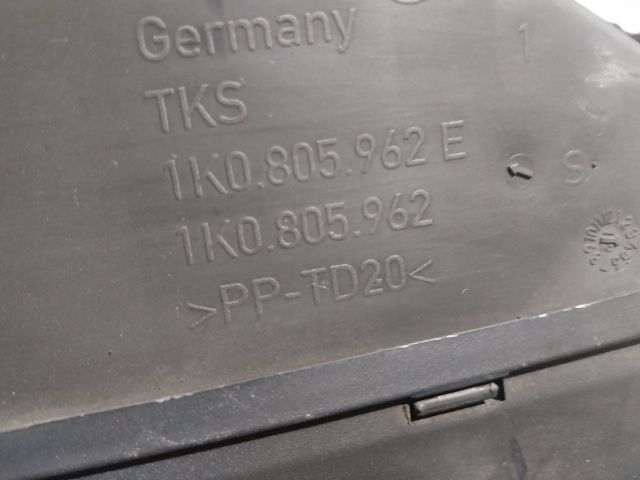 Germany
1
TKS
1K0.805.962 E
S
1K0.805.962
>PP-TD20<